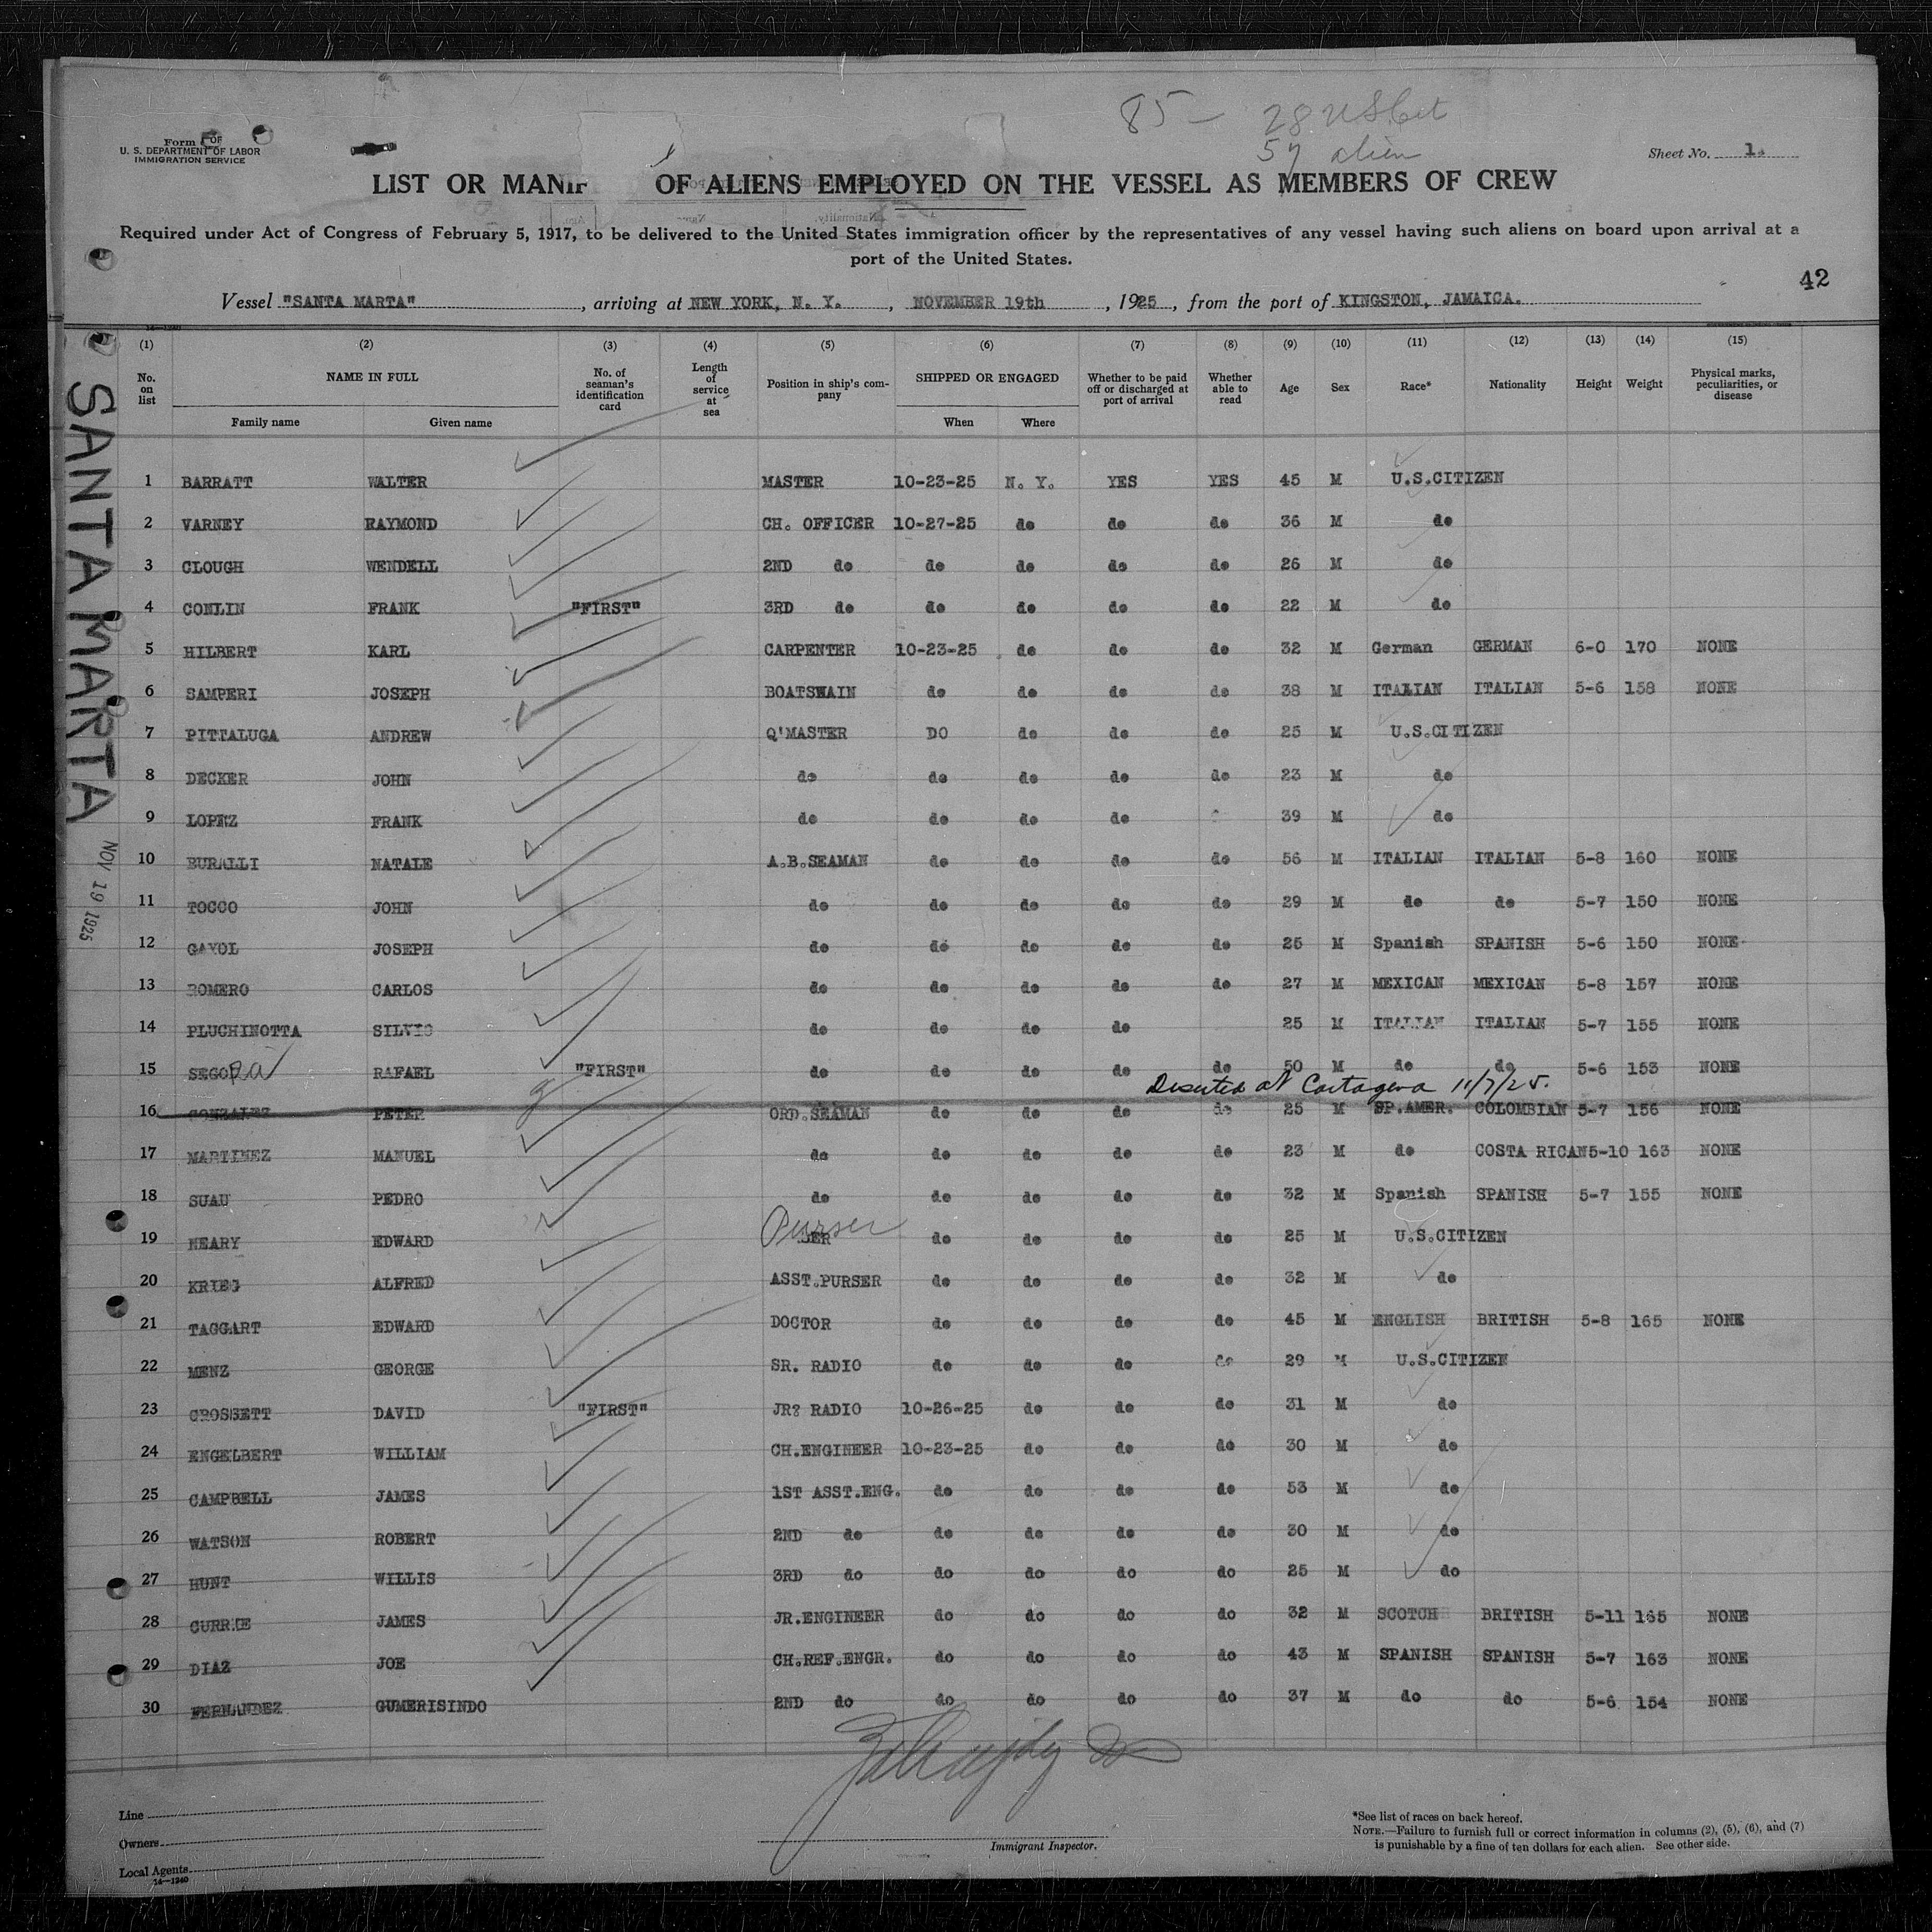 85 - 28 US Cit
57 alien
Form
U. S. DEPARTMENT OF LABOR
IMMIGRATION SERVICE
Sheet No. 1.
LIST OR MANIF OF ALIENS EMPLOYED ON THE VESSEL AS MEMBERS OF CREW
Required under Act of Congress of February 5, 1917, to be delivered to the United States immigration officer by the representatives of any vessel having such aliens on board upon arrival at a
port of the United States.
42
Vessel "SANTA MARTA", arriving at NEW YORK, N. Y., NOVEMBER 19th, 1925, from the port of KINGSTON, JAMAICA.
SANTA MARTA
NOV 19 1925
(1) (2) (3) (4) (5) (6) (7) (8) (9) (10) (11) (12) (13) (14) (15)
No. on list NAME IN FULL No. of seaman's identification card Length of service at sea Position in ship's company SHIPPED OR ENGAGED Whether to be paid off or discharged at port of arrival Whether able to read Age Sex Race* Nationality Height Weight Physical marks, peculiarities, or disease
Family name Given name When Where
1 BARRATT WALTER MASTER 10-23-25 N. Y. YES YES 45 M U.S.CITIZEN
2 VARNEY RAYMOND CH. OFFICER 10-27-25 do do do 36 M do
3 CLOUGH WENDELL 2ND do do do do do 26 M do
4 CONLIN FRANK "FIRST" 3RD do do do do do 22 M do
5 HILBERT KARL CARPENTER 10-23-25 do do do 32 M German GERMAN 6-0 170 NONE
6 SAMPERI JOSEPH BOATSWAIN do do do do 38 M ITALIAN ITALIAN 5-6 158 NONE
7 PITTALUGA ANDREW Q'MASTER DO do do do 25 M U.S.CITIZEN
8 DECKER JOHN do do do do do 23 M do
9 LOPEZ FRANK do do do do 39 M do
10 BURALLI NATALE A.B.SEAMAN do do do do 56 M ITALIAN ITALIAN 5-8 160 NONE
11 TOCCO JOHN do do do do do 29 M do do 5-7 150 NONE
12 GAYOL JOSEPH do do do do do 25 M Spanish SPANISH 5-6 150 NONE
13 ROMERO CARLOS do do do do do 27 M MEXICAN MEXICAN 5-8 157 NONE
14 PLUCHINOTTA SILVIO do do do do 25 M ITALIAN ITALIAN 5-7 155 NONE
15 RAFAEL "FIRST" do do do do do 50 M do do 5-6 153 NONE
Deserted at Cartagena 11/7/25.
16 GONZALEZ PETER ORD.SEAMAN do do do do 25 M SP.AMER. COLOMBIAN 5-7 156 NONE
17 MARTINEZ MANUEL do do do do do 23 M do COSTA RICAN 5-10 163 NONE
18 SUAU PEDRO do do do do do 32 M Spanish SPANISH 5-7 155 NONE
19 NEARY EDWARD Purser do do do do 25 M U.S.CITIZEN
20 KRIEG ALFRED ASST.PURSER do do do do 32 M do
21 TAGGART EDWARD DOCTOR do do do do 45 M ENGLISH BRITISH 5-8 165 NONE
22 MENZ GEORGE SR. RADIO do do do do 29 M U.S.CITIZEN
23 CROSSETT DAVID "FIRST" JR? RADIO 10-26-25 do do do 31 M do
24 ENGELBERT WILLIAM CH.ENGINEER 10-23-25 do do do 30 M do
25 CAMPBELL JAMES 1ST ASST.ENG. do do do do 53 M do
26 WATSON ROBERT 2ND do do do do do 30 M do
27 HUNT WILLIS 3RD do do do do do 25 M do
28 CURRIE JAMES JR.ENGINEER do do do do 32 M SCOTCH BRITISH 5-11 165 NONE
29 DIAZ JOE CH.REF.ENGR. do do do do 43 M SPANISH SPANISH 5-7 163 NONE
30 FERNANDEZ GUMERISINDO 2ND do do do do do 37 M do do 5-6 154 NONE
Line
Owners
Local Agents
14—1240
Immigrant Inspector.
*See list of races on back hereof.
NOTE.—Failure to furnish full or correct information in columns (2), (5), (6), and (7)
is punishable by a fine of ten dollars for each alien. See other side.